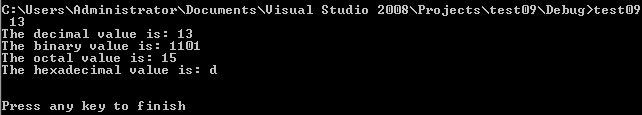 C:\Users\Administrator\Documents\Visual Studio 2008\Projects\test09\Debug>test09
 13
The decimal value is: 13
The binary value is: 1101
The octal value is: 15
The hexadecimal value is: d
Press any key to finish